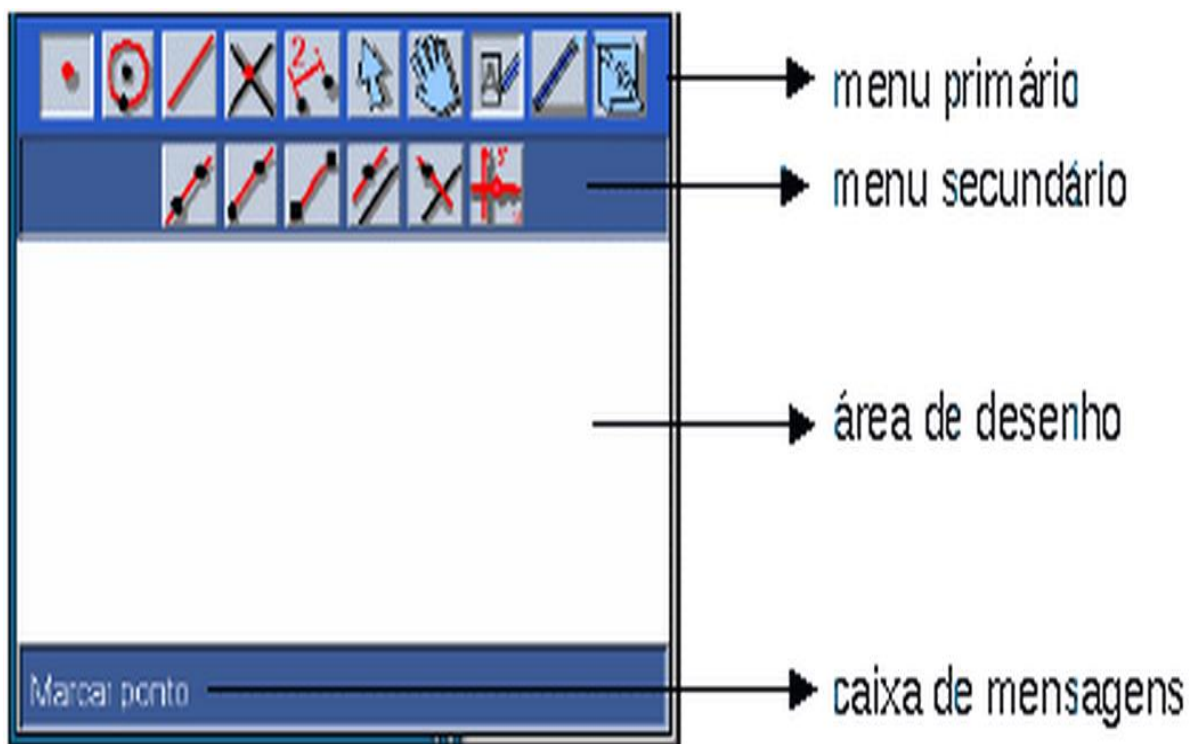 menu primário
menu secundário
área de desenho
Marcar ponto
caixa de mensagens